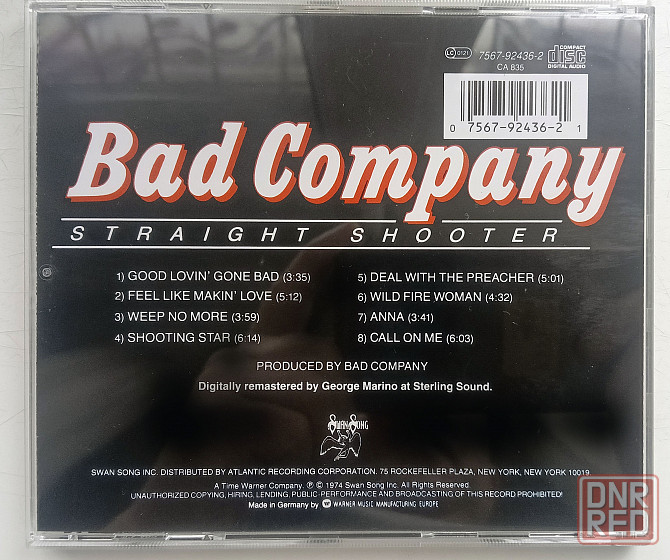 LC 0121 7567-92436-2 COMPACT disc DIGITAL AUDIO
CA 835
0 7567-92436-2 1
Bad Company
STRAIGHT SHOOTER
1) GOOD LOVIN' GONE BAD (3:35)
2) FEEL LIKE MAKIN' LOVE (5:12)
3) WEEP NO MORE (3:59)
4) SHOOTING STAR (6:14)
5) DEAL WITH THE PREACHER (5:01)
6) WILD FIRE WOMAN (4:32)
7) ANNA (3:41)
8) CALL ON ME (6:03)
PRODUCED BY BAD COMPANY
Digitally remastered by George Marino at Sterling Sound.
SWAN SONG
SWAN SONG INC. DISTRIBUTED BY ATLANTIC RECORDING CORPORATION. 75 ROCKEFELLER PLAZA, NEW YORK, NEW YORK 10019
A Time Warner Company. ℗ © 1974 Swan Song Inc. All Rights Reserved.
UNAUTHORIZED COPYING, HIRING, LENDING, PUBLIC PERFORMANCE AND BROADCASTING OF THIS RECORD PROHIBITED!
Made in Germany by WARNER MUSIC MANUFACTURING EUROPE
DNR
RED